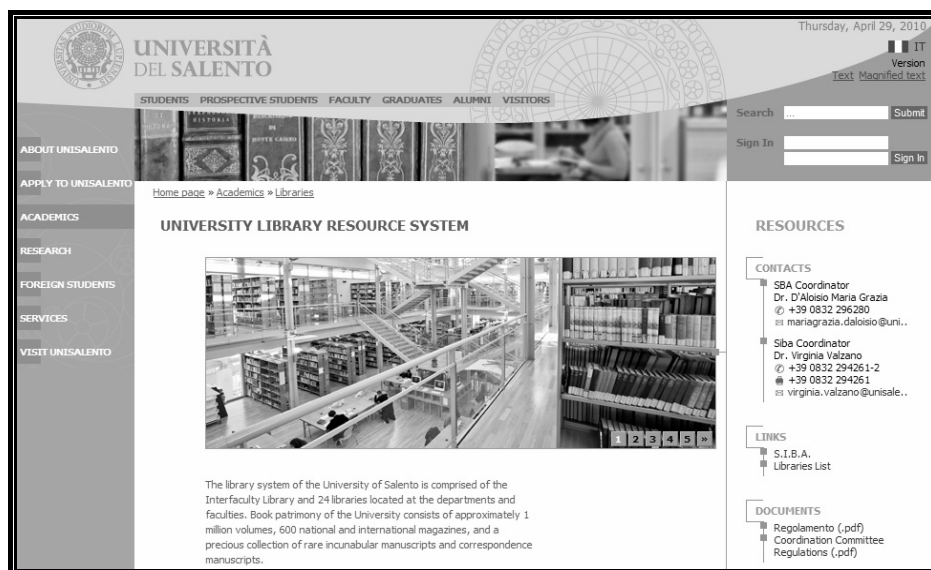 UNIVERSITÀ
DEL SALENTO
Thursday, April 29, 2010
IT
Version
Text Magnified text
STUDENTS PROSPECTIVE STUDENTS FACULTY GRADUATES ALUMNI VISITORS
Search ... Submit
Sign In
Sign In
ABOUT UNISALENTO
APPLY TO UNISALENTO
ACADEMICS
RESEARCH
FOREIGN STUDENTS
SERVICES
VISIT UNISALENTO
Home page » Academics » Libraries
UNIVERSITY LIBRARY RESOURCE SYSTEM
1 2 3 4 5 »
The library system of the University of Salento is comprised of the
Interfaculty Library and 24 libraries located at the departments and
faculties. Book patrimony of the University consists of approximately 1
million volumes, 600 national and international magazines, and a
precious collection of rare incunabular manuscripts and correspondence
manuscripts.
RESOURCES
CONTACTS
SBA Coordinator
Dr. D'Aloisio Maria Grazia
+39 0832 296280
mariagrazia.daloisio@uni..
Siba Coordinator
Dr. Virginia Valzano
+39 0832 294261-2
+39 0832 294261
virginia.valzano@unisale..
LINKS
S.I.B.A.
Libraries List
DOCUMENTS
Regolamento (.pdf)
Coordination Committee
Regulations (.pdf)